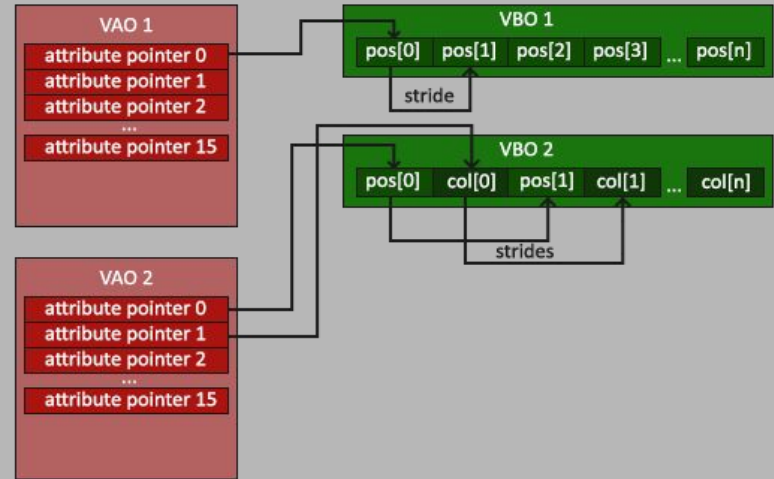 VAO 1
attribute pointer 0
attribute pointer 1
attribute pointer 2
...
attribute pointer 15
VBO 1
pos[0] pos[1] pos[2] pos[3] ... pos[n]
stride
VBO 2
pos[0] col[0] pos[1] col[1] ... col[n]
strides
VAO 2
attribute pointer 0
attribute pointer 1
attribute pointer 2
...
attribute pointer 15